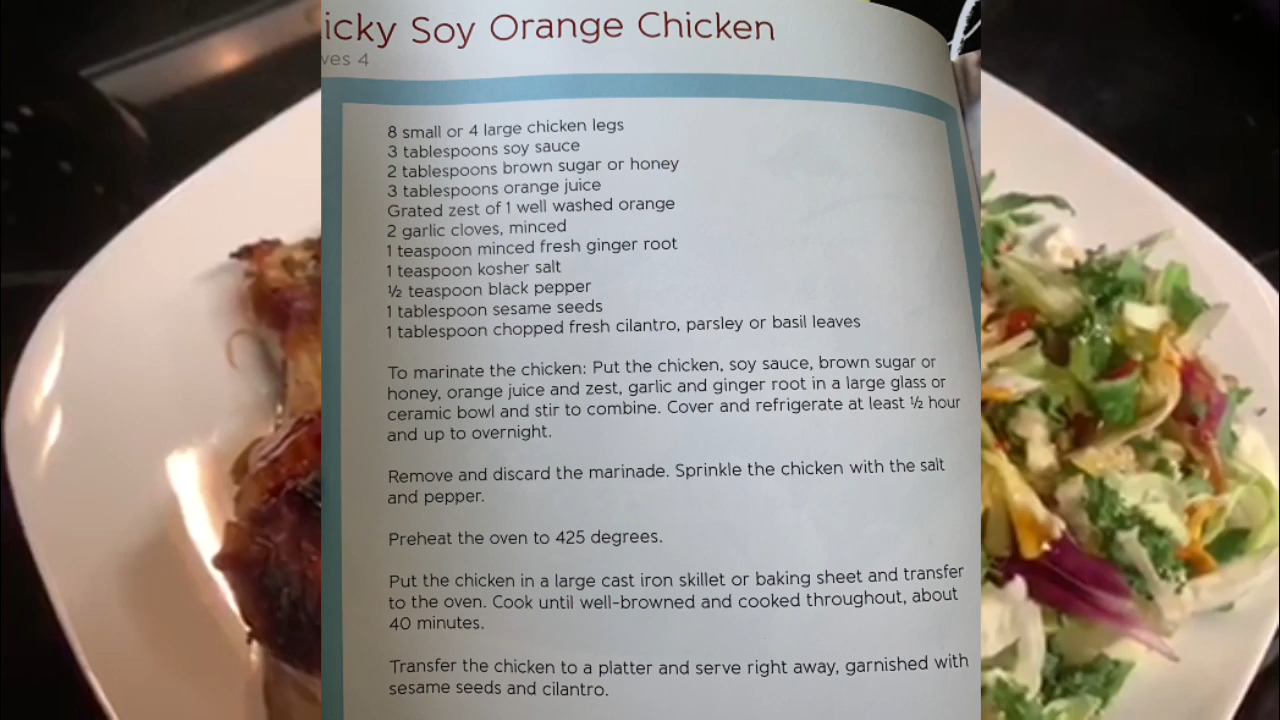 icky Soy Orange Chicken
ves 4
8 small or 4 large chicken legs
3 tablespoons soy sauce
2 tablespoons brown sugar or honey
3 tablespoons orange juice
Grated zest of 1 well washed orange
2 garlic cloves, minced
1 teaspoon minced fresh ginger root
1 teaspoon kosher salt
½ teaspoon black pepper
1 tablespoon sesame seeds
1 tablespoon chopped fresh cilantro, parsley or basil leaves
To marinate the chicken: Put the chicken, soy sauce, brown sugar or
honey, orange juice and zest, garlic and ginger root in a large glass or
ceramic bowl and stir to combine. Cover and refrigerate at least ½ hour
and up to overnight.
Remove and discard the marinade. Sprinkle the chicken with the salt
and pepper.
Preheat the oven to 425 degrees.
Put the chicken in a large cast iron skillet or baking sheet and transfer
to the oven. Cook until well-browned and cooked throughout, about
40 minutes.
Transfer the chicken to a platter and serve right away, garnished with
sesame seeds and cilantro.